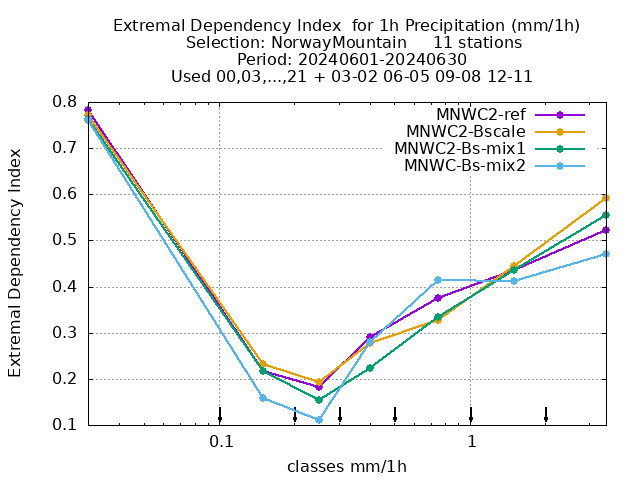 Extremal Dependency Index  for 1h Precipitation (mm/1h)
Selection: NorwayMountain     11 stations
Period: 20240601-20240630
Used 00,03,...,21 + 03-02 06-05 09-08 12-11
MNWC2-ref
MNWC2-Bscale
MNWC2-Bs-mix1
MNWC-Bs-mix2
Extremal Dependency Index
0.8
0.7
0.6
0.5
0.4
0.3
0.2
0.1
0.1
1
classes mm/1h